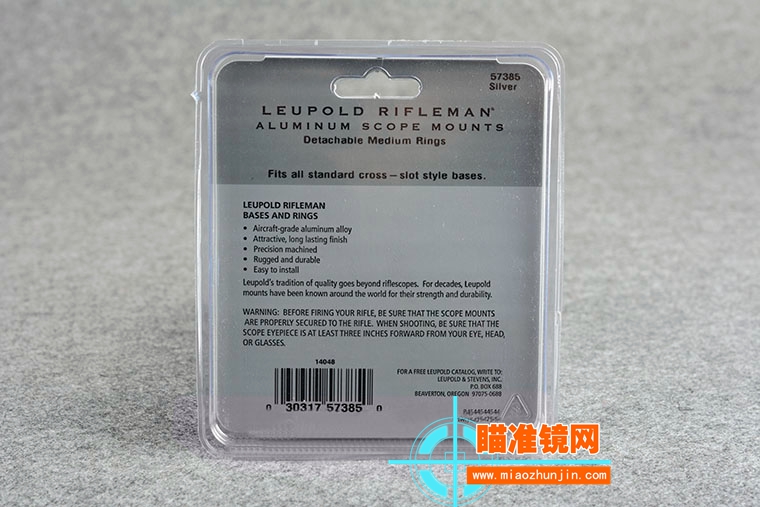 57385
Silver
LEUPOLD RIFLEMAN®
ALUMINUM SCOPE MOUNTS
Detachable Medium Rings
Fits all standard cross—slot style bases.
LEUPOLD RIFLEMAN
BASES AND RINGS
• Aircraft-grade aluminum alloy
• Attractive, long lasting finish
• Precision machined
• Rugged and durable
• Easy to install
Leupold's tradition of quality goes beyond riflescopes. For decades, Leupold
mounts have been known around the world for their strength and durability.
WARNING: BEFORE FIRING YOUR RIFLE, BE SURE THAT THE SCOPE MOUNTS
ARE PROPERLY SECURED TO THE RIFLE. WHEN SHOOTING, BE SURE THAT THE
SCOPE EYEPIECE IS AT LEAST THREE INCHES FORWARD FROM YOUR EYE, HEAD,
OR GLASSES.
14048
0 30317 57385 0
FOR A FREE LEUPOLD CATALOG, WRITE TO:
LEUPOLD & STEVENS, INC.
P.O. BOX 688
BEAVERTON, OREGON 97075-0688
瞄准镜网
www.miaozhunjin.com